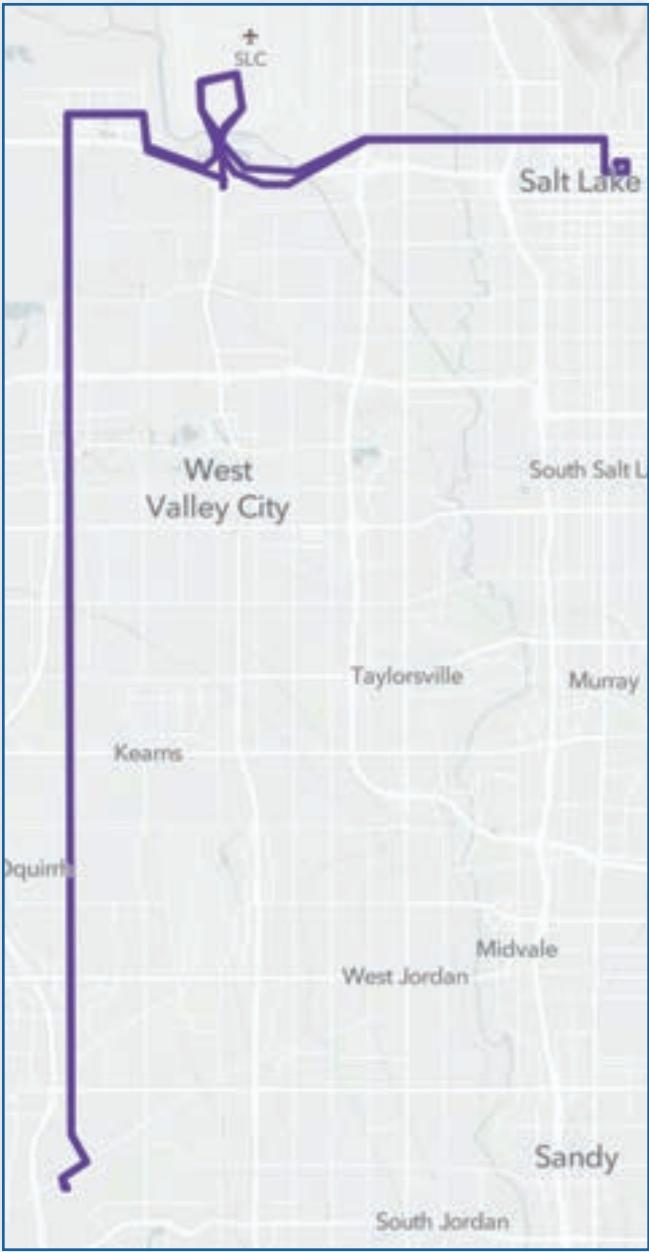 SLC
Salt Lake
West
Valley City
South Salt L
Taylorsville
Murray
Kearns
Oquirrh
Midvale
West Jordan
Sandy
South Jordan